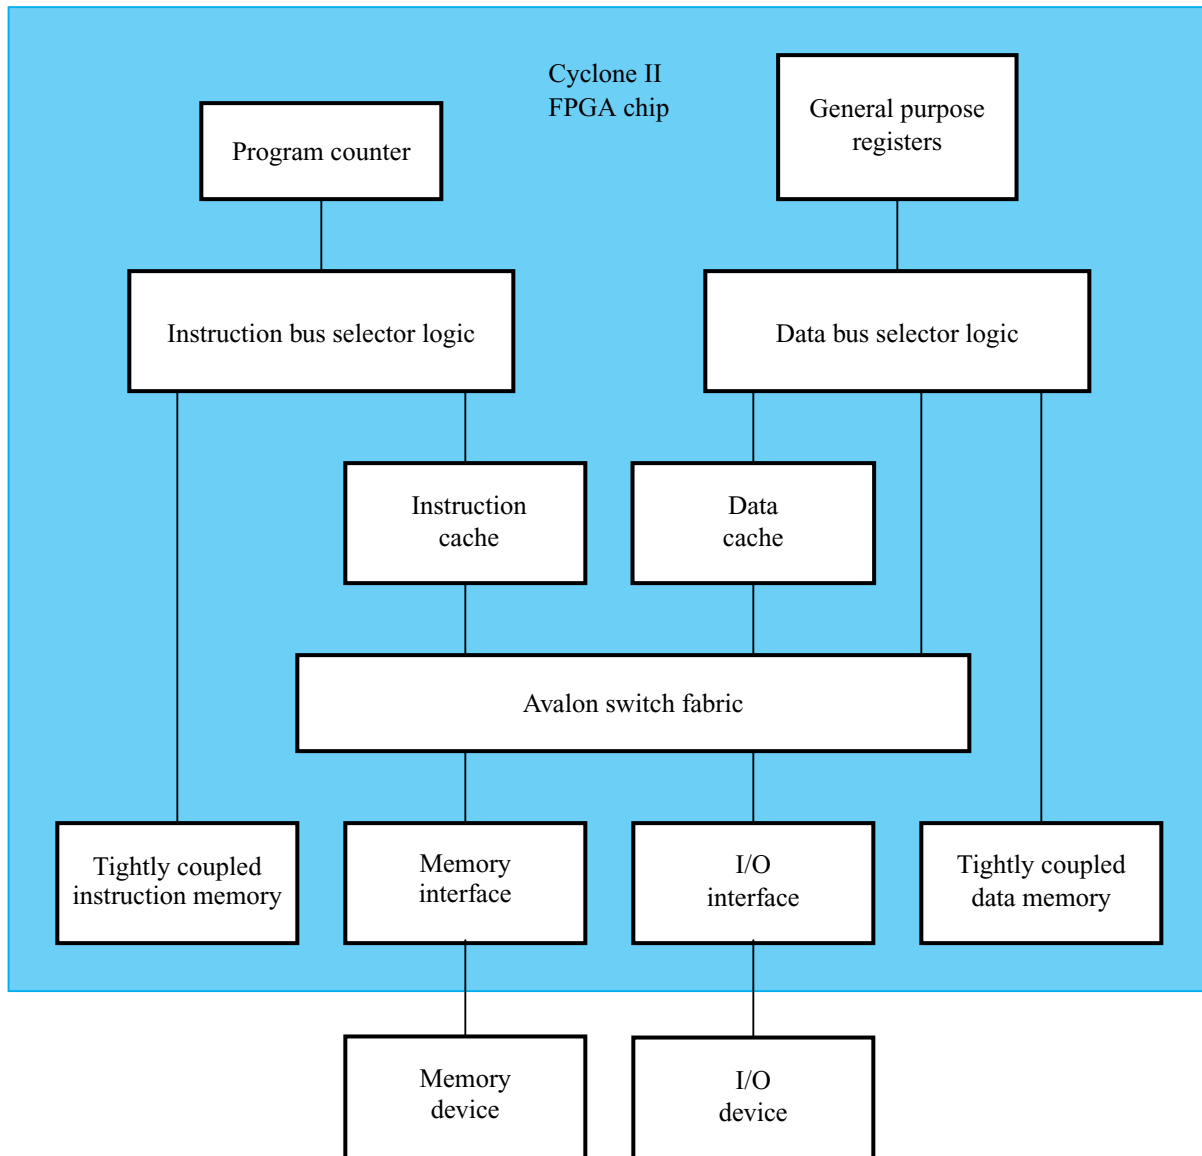 Cyclone II
FPGA chip
General purpose
registers
Program counter
Instruction bus selector logic
Data bus selector logic
Instruction
cache
Data
cache
Avalon switch fabric
Tightly coupled
instruction memory
Memory
interface
I/O
interface
Tightly coupled
data memory
Memory
device
I/O
device